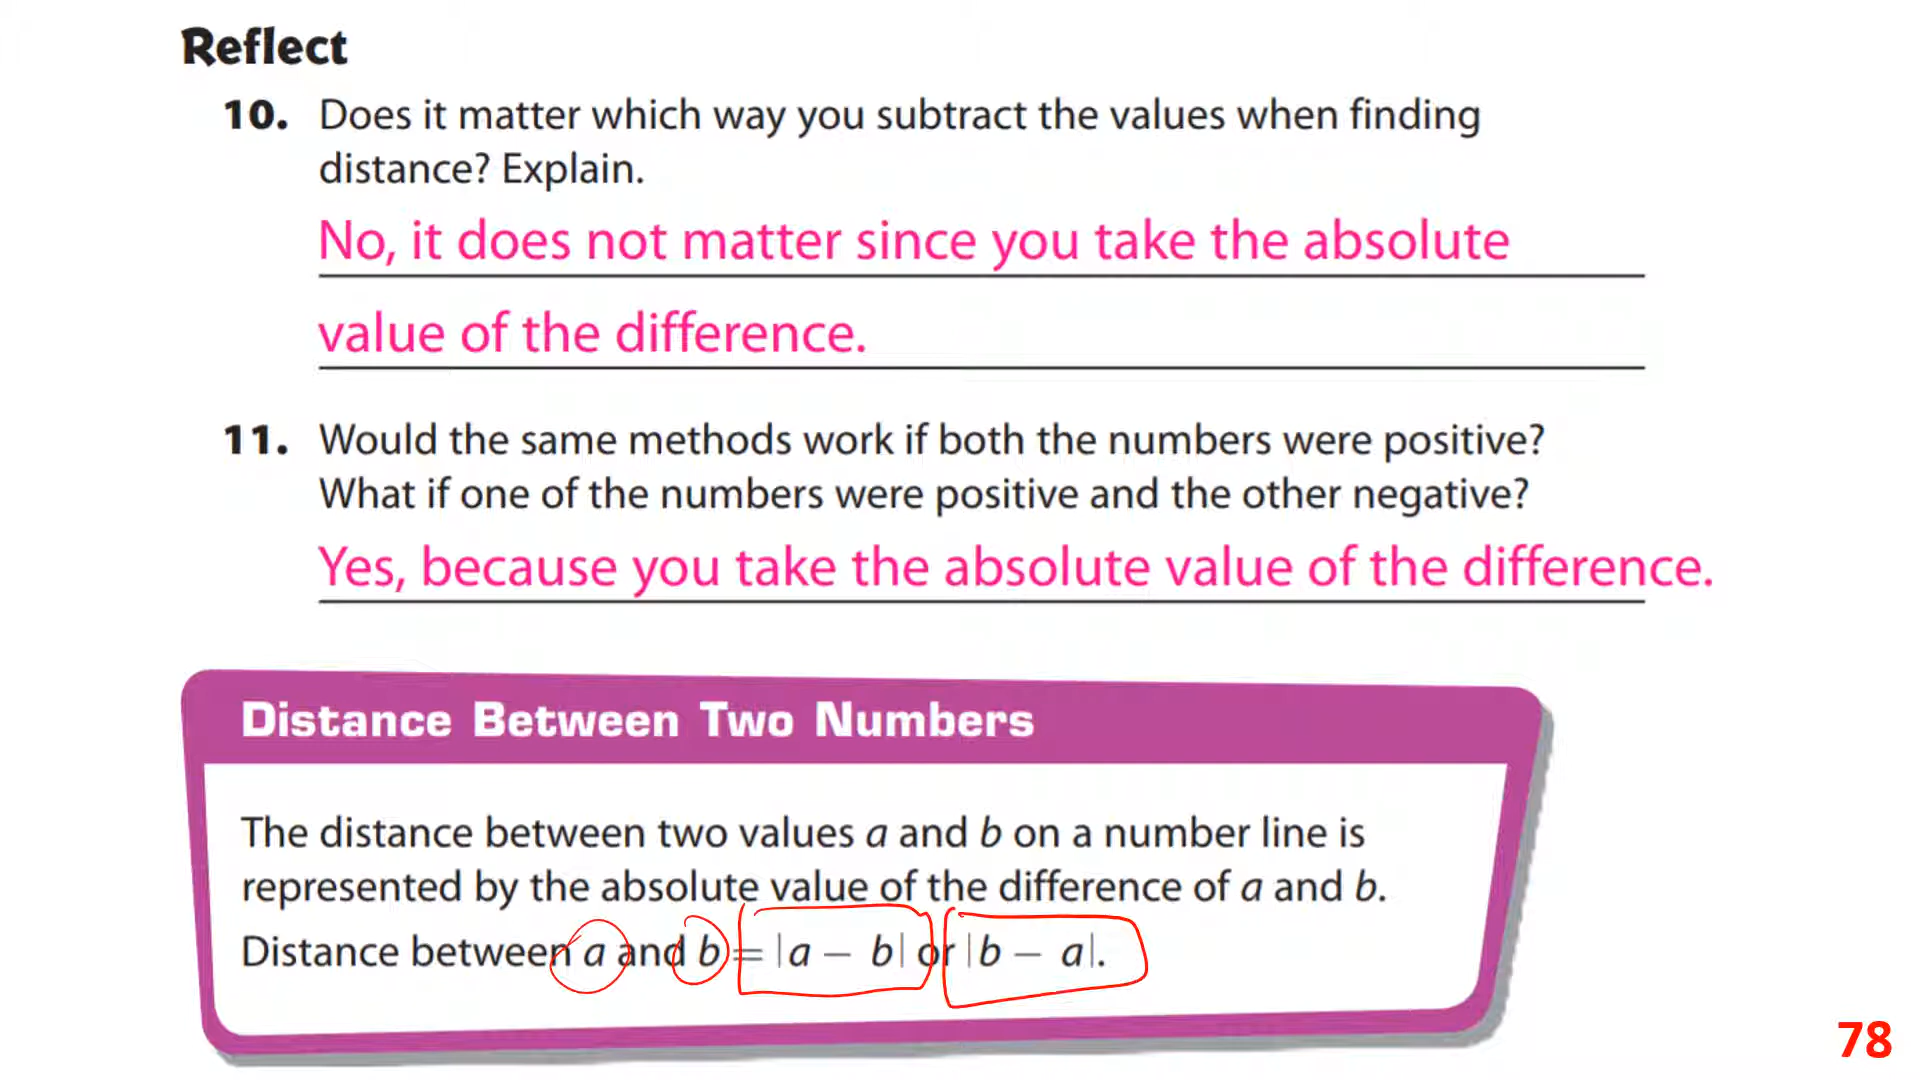 Reflect
10. Does it matter which way you subtract the values when finding
distance? Explain.
No, it does not matter since you take the absolute
value of the difference.
11. Would the same methods work if both the numbers were positive?
What if one of the numbers were positive and the other negative?
Yes, because you take the absolute value of the difference.
Distance Between Two Numbers
The distance between two values a and b on a number line is
represented by the absolute value of the difference of a and b.
Distance between a and b = |a − b| or |b − a|.
78